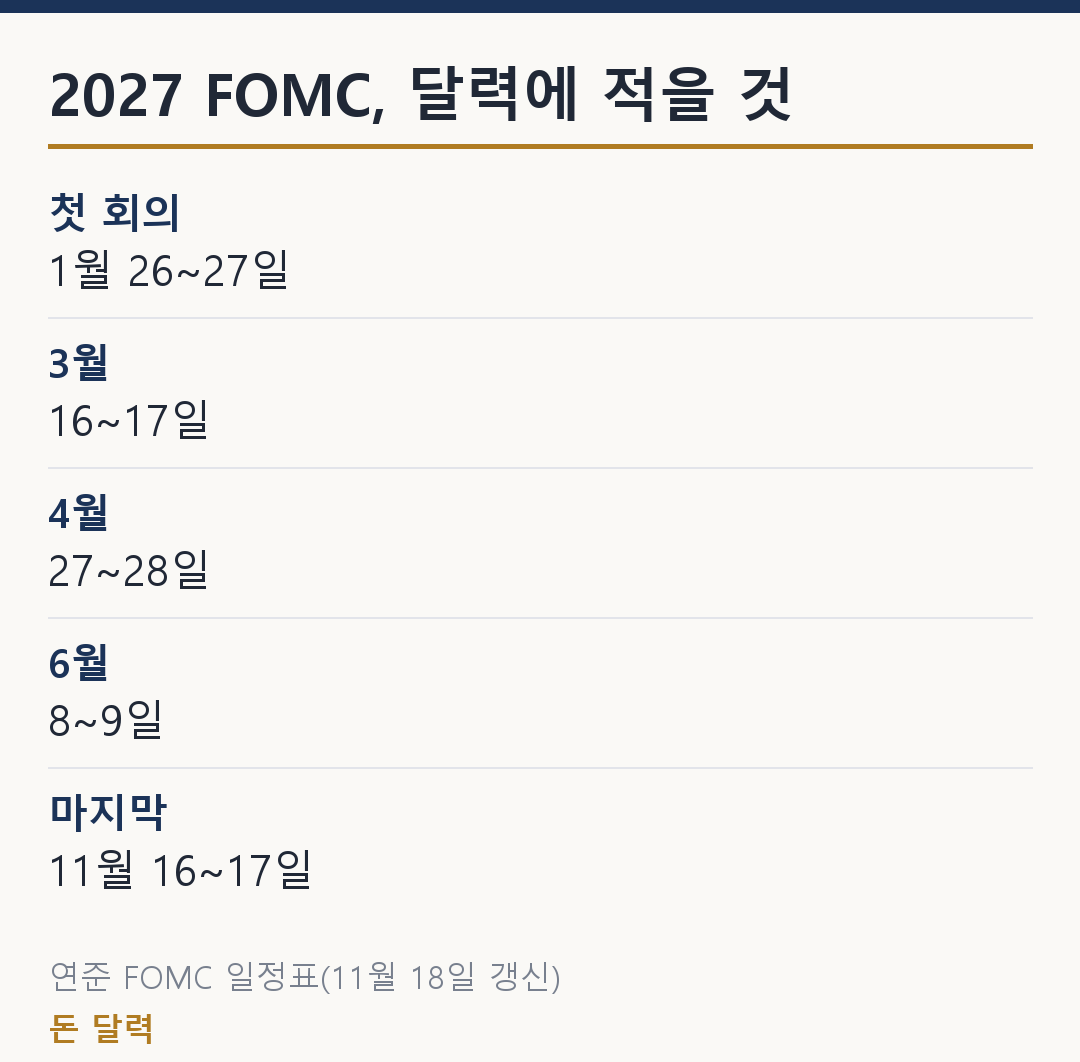 2027 FOMC, 달력에 적을 것
첫 회의
1월 26~27일
3월
16~17일
4월
27~28일
6월
8~9일
마지막
11월 16~17일
연준 FOMC 일정표(11월 18일 갱신)
돈 달력